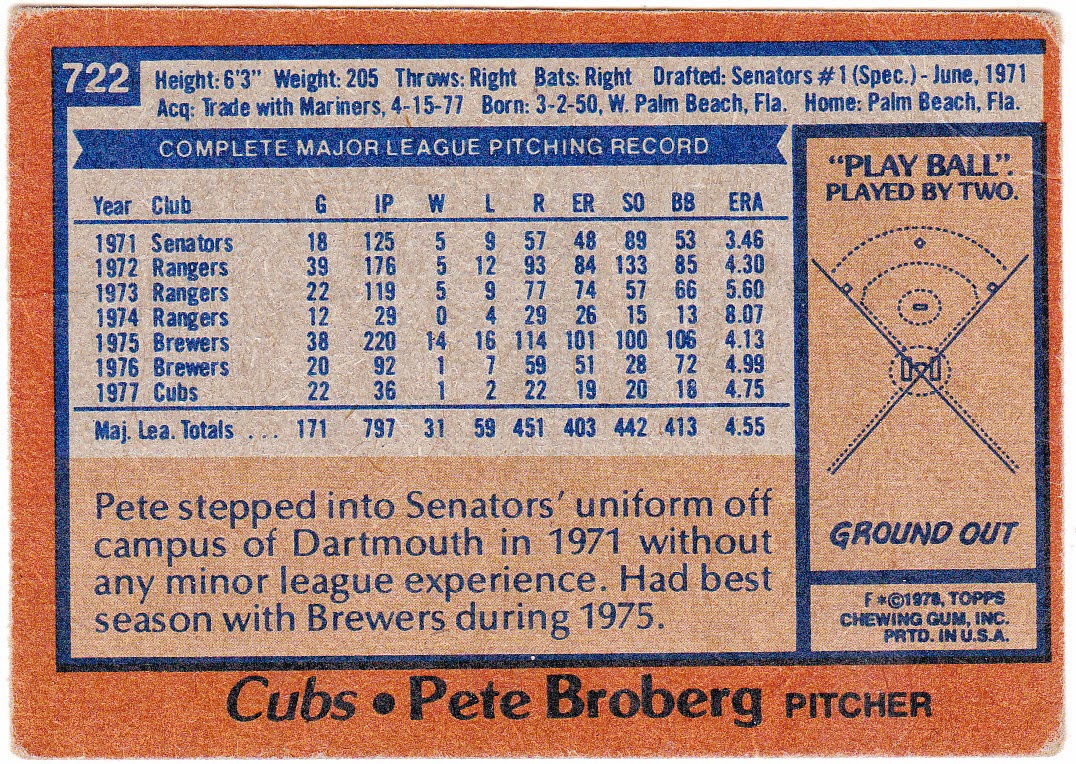 722
Height: 6'3" Weight: 205 Throws: Right Bats: Right Drafted: Senators #1 (Spec.) - June, 1971
Acq: Trade with Mariners, 4-15-77 Born: 3-2-50, W. Palm Beach, Fla. Home: Palm Beach, Fla.
COMPLETE MAJOR LEAGUE PITCHING RECORD
Year Club G IP W L R ER SO BB ERA
1971 Senators 18 125 5 9 57 48 89 53 3.46
1972 Rangers 39 176 5 12 93 84 133 85 4.30
1973 Rangers 22 119 5 9 77 74 57 66 5.60
1974 Rangers 12 29 0 4 29 26 15 13 8.07
1975 Brewers 38 220 14 16 114 101 100 106 4.13
1976 Brewers 20 92 1 7 59 51 28 72 4.99
1977 Cubs 22 36 1 2 22 19 20 18 4.75
Maj. Lea. Totals ... 171 797 31 59 451 403 442 413 4.55
Pete stepped into Senators' uniform off
campus of Dartmouth in 1971 without
any minor league experience. Had best
season with Brewers during 1975.
"PLAY BALL".
PLAYED BY TWO.
GROUND OUT
F *©1978, TOPPS
CHEWING GUM, INC.
PRTD. IN U.S.A.
Cubs • Pete Broberg PITCHER